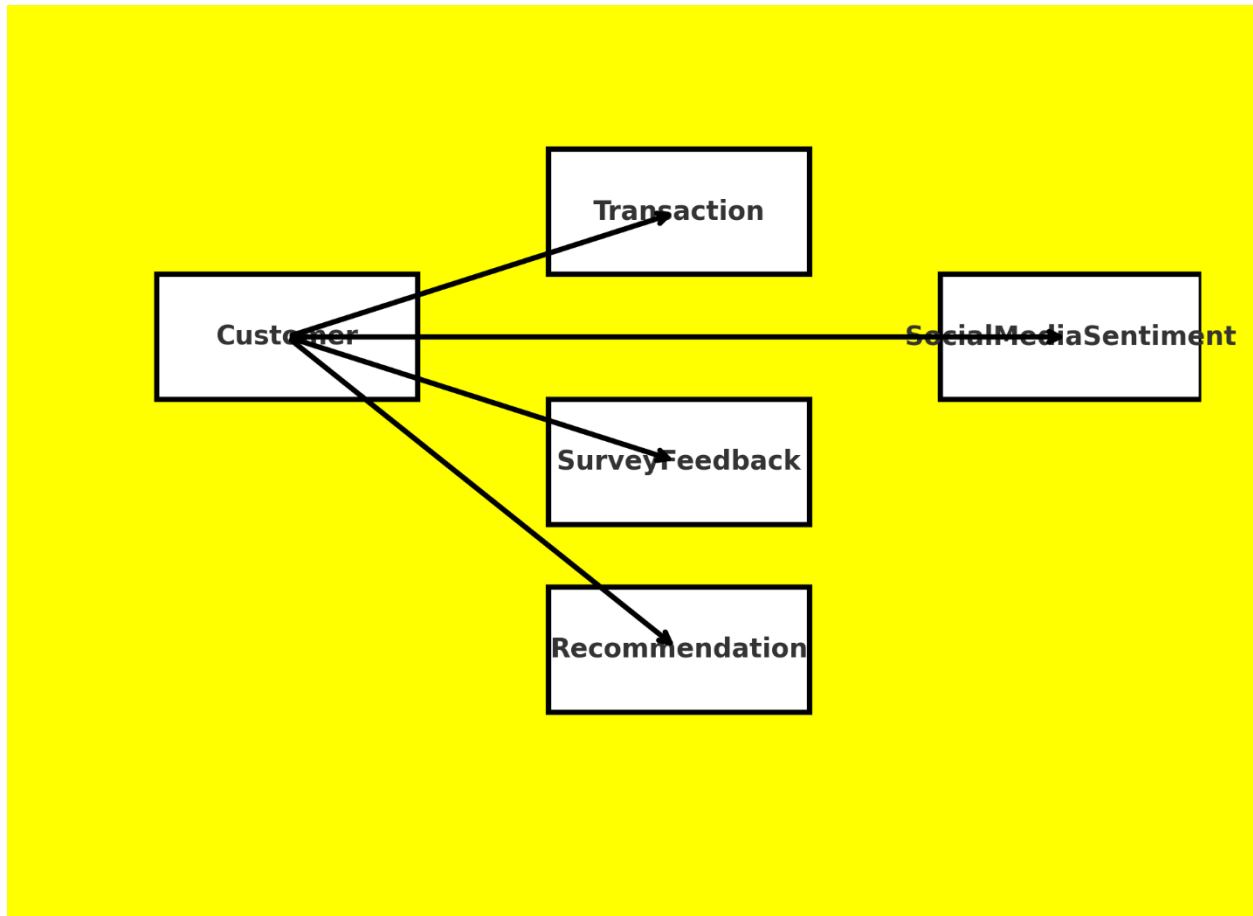 Transaction
Customer
SocialMediaSentiment
SurveyFeedback
Recommendation